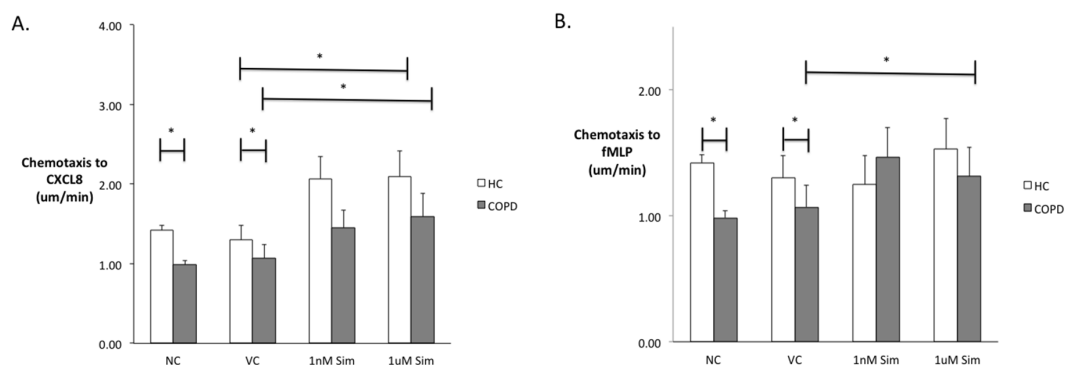 A.
4.00
3.00
2.00
1.00
0.00
Chemotaxis to
CXCL8
(um/min)
*
*
*
*
NC
VC
1nM Sim
1uM Sim
HC
COPD
B.
2.00
1.00
0.00
Chemotaxis to
fMLP
(um/min)
*
*
*
NC
VC
1nM Sim
1uM Sim
HC
COPD